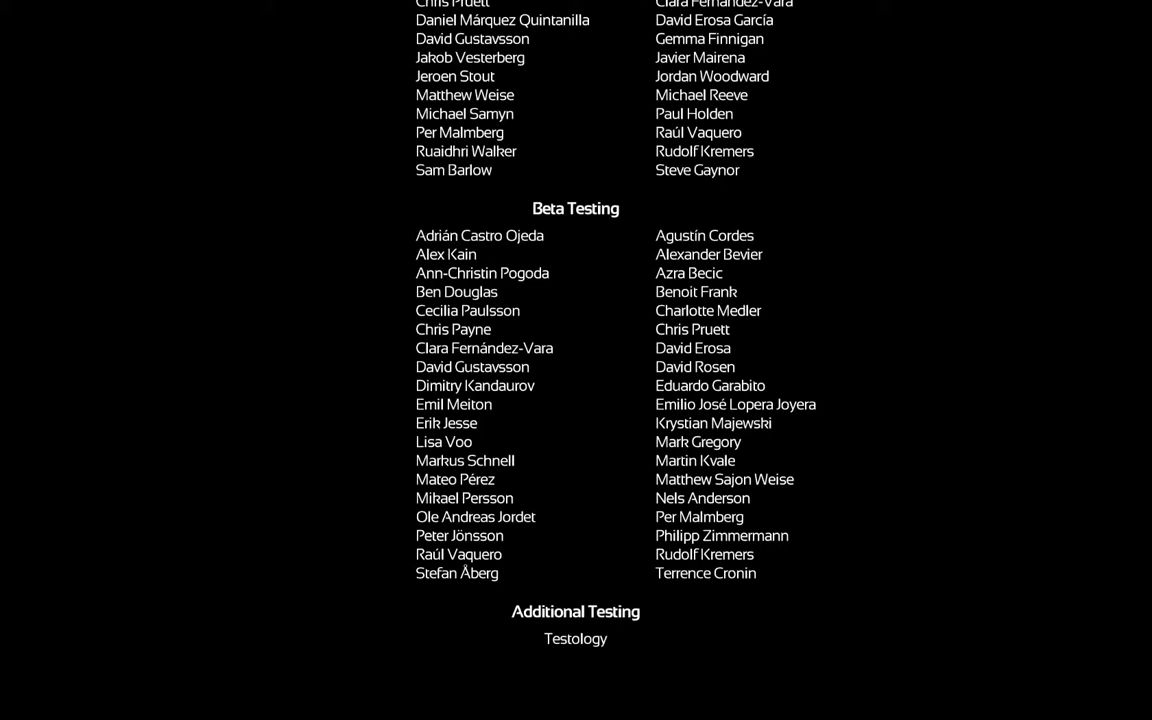 Chris Pruett Clara Fernández-Vara
Daniel Márquez Quintanilla David Erosa García
David Gustavsson Gemma Finnigan
Jakob Vesterberg Javier Mairena
Jeroen Stout Jordan Woodward
Matthew Weise Michael Reeve
Michael Samyn Paul Holden
Per Malmberg Raúl Vaquero
Ruaidhri Walker Rudolf Kremers
Sam Barlow Steve Gaynor
Beta Testing
Adrián Castro Ojeda Agustín Cordes
Alex Kain Alexander Bevier
Ann-Christin Pogoda Azra Becic
Ben Douglas Benoit Frank
Cecilia Paulsson Charlotte Medler
Chris Payne Chris Pruett
Clara Fernández-Vara David Erosa
David Gustavsson David Rosen
Dimitry Kandaurov Eduardo Garabito
Emil Meiton Emilio José Lopera Joyera
Erik Jesse Krystian Majewski
Lisa Voo Mark Gregory
Markus Schnell Martin Kvale
Mateo Pérez Matthew Sajon Weise
Mikael Persson Nels Anderson
Ole Andreas Jordet Per Malmberg
Peter Jönsson Philipp Zimmermann
Raúl Vaquero Rudolf Kremers
Stefan Åberg Terrence Cronin
Additional Testing
Testology